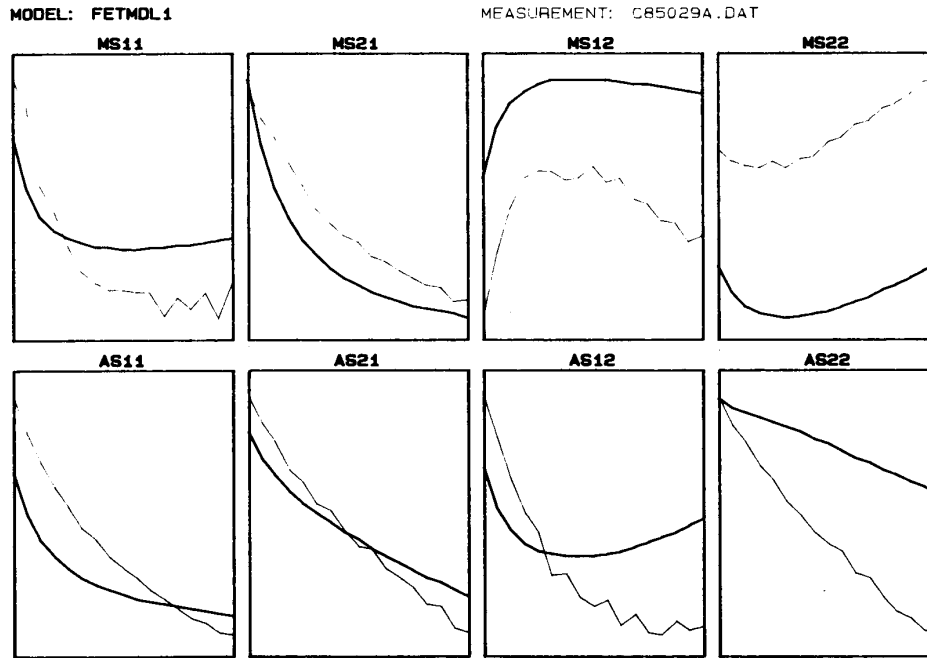 MODEL: FETMDL1
MEASUREMENT: C85029A.DAT
MS11 MS21 MS12 MS22
AS11 AS21 AS12 AS22